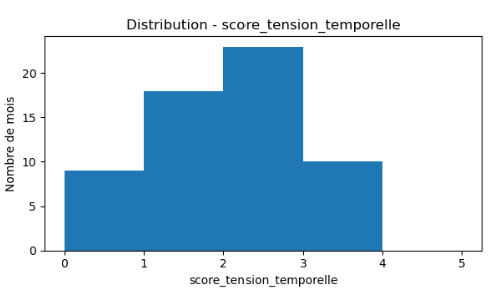 Distribution - score_tension_temporelle
Nombre de mois
20
15
10
5
0
0 1 2 3 4 5
score_tension_temporelle